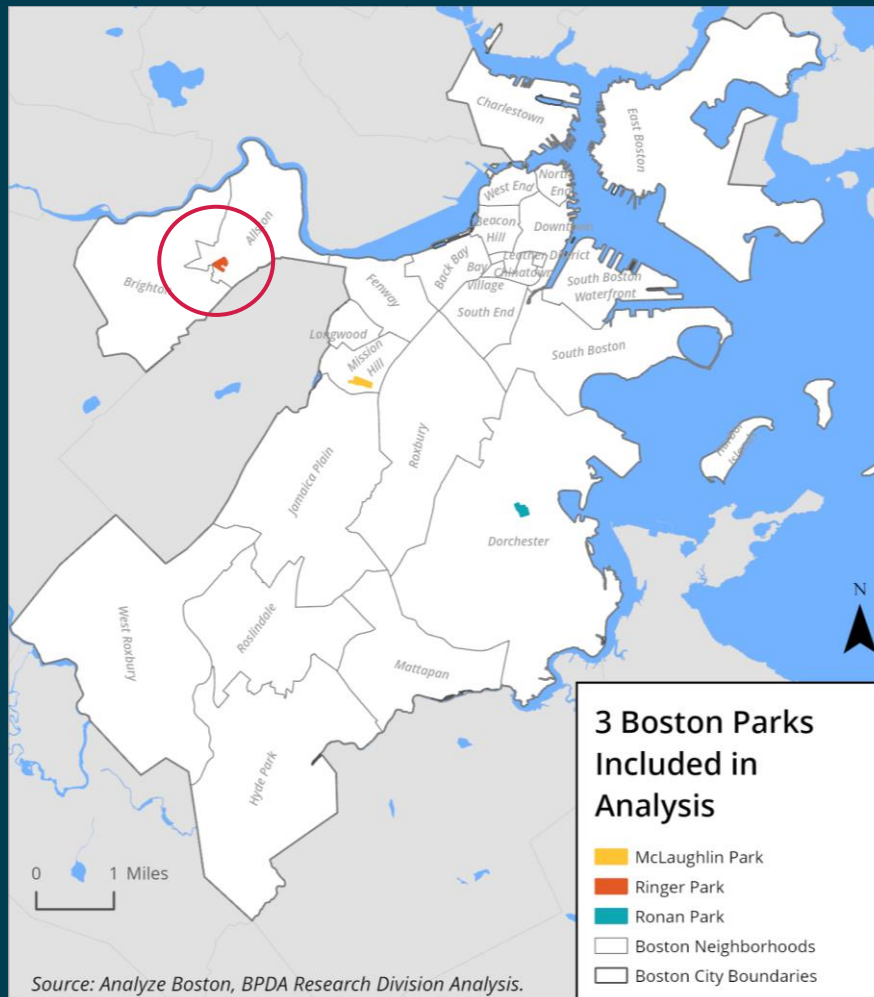 Charlestown
East Boston
North
End
West End
Beacon
Hill
Downtown
Allston
Leather District
Chinatown
Back Bay
Bay
Village
South Boston
Waterfront
Brighton
Fenway
South End
Longwood
Mission
Hill
South Boston
Harbor
Islands
Roxbury
Jamaica Plain
Dorchester
West Roxbury
Roslindale
Mattapan
Hyde Park
N
0 1 Miles
3 Boston Parks
Included in
Analysis
McLaughlin Park
Ringer Park
Ronan Park
Boston Neighborhoods
Boston City Boundaries
Source: Analyze Boston, BPDA Research Division Analysis.